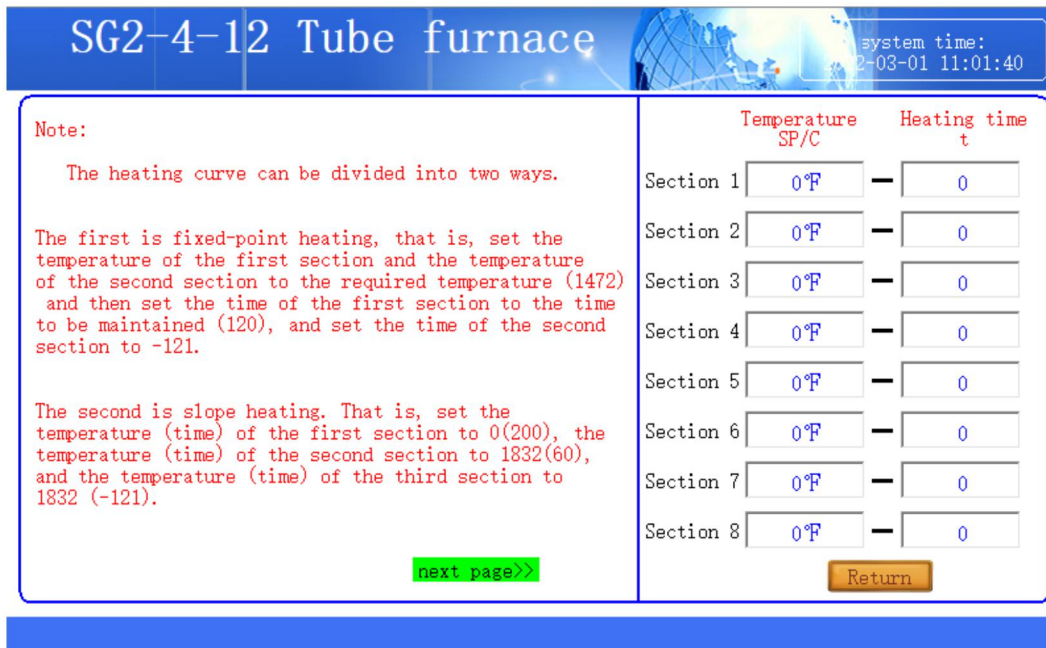 SG2-4-12 Tube furnace
system time:
2-03-01 11:01:40
Note:
The heating curve can be divided into two ways.
The first is fixed-point heating, that is, set the
temperature of the first section and the temperature
of the second section to the required temperature (1472)
and then set the time of the first section to the time
to be maintained (120), and set the time of the second
section to -121.
The second is slope heating. That is, set the
temperature (time) of the first section to 0(200), the
temperature (time) of the second section to 1832(60),
and the temperature (time) of the third section to
1832 (-121).
next page>>
Temperature Heating time
SP/C t
Section 1 0°F — 0
Section 2 0°F — 0
Section 3 0°F — 0
Section 4 0°F — 0
Section 5 0°F — 0
Section 6 0°F — 0
Section 7 0°F — 0
Section 8 0°F — 0
Return